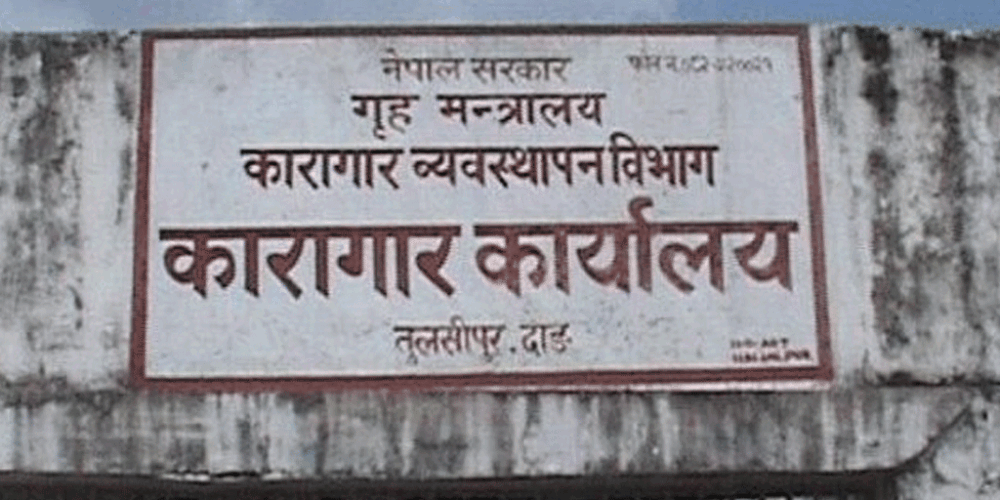 नेपाल सरकार
फोन नं.
गृह मन्त्रालय
कारागार व्यवस्थापन विभाग
कारागार कार्यालय
तुलसीपुर, दाङ